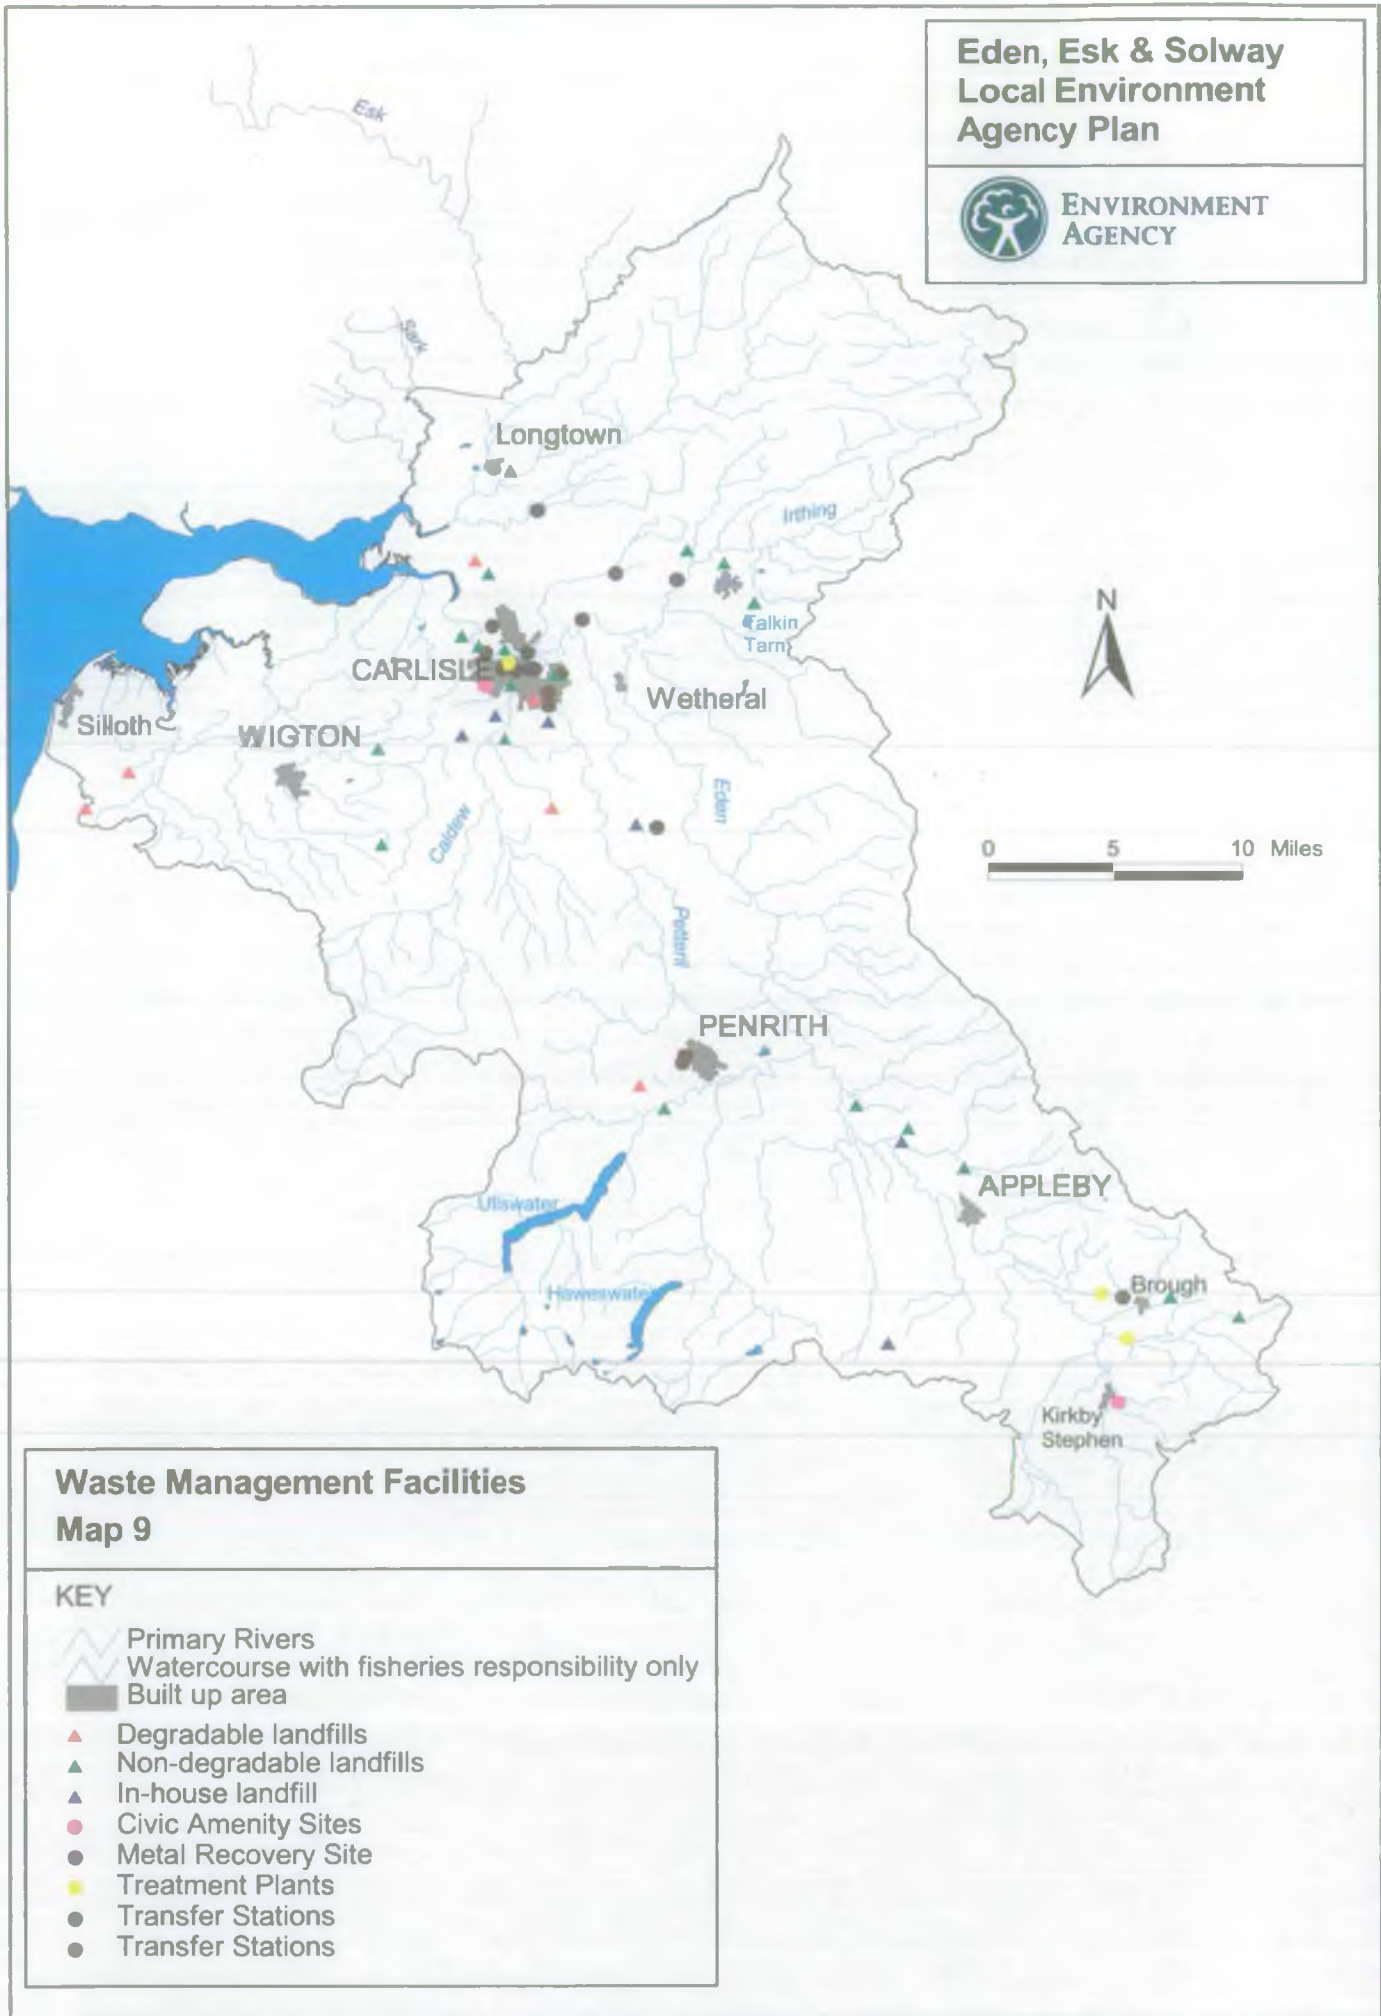 Eden, Esk & Solway
Local Environment
Agency Plan
ENVIRONMENT
AGENCY
Esk
Sark
Longtown
Irthing
Talkin
Tarn
CARLISLE
Wetheral
Silloth
WIGTON
Eden
Caldew
N
0 5 10 Miles
Petteril
PENRITH
Ullswater
APPLEBY
Haweswater
Brough
Kirkby
Stephen
Waste Management Facilities
Map 9
KEY
Primary Rivers
Watercourse with fisheries responsibility only
Built up area
Degradable landfills
Non-degradable landfills
In-house landfill
Civic Amenity Sites
Metal Recovery Site
Treatment Plants
Transfer Stations
Transfer Stations